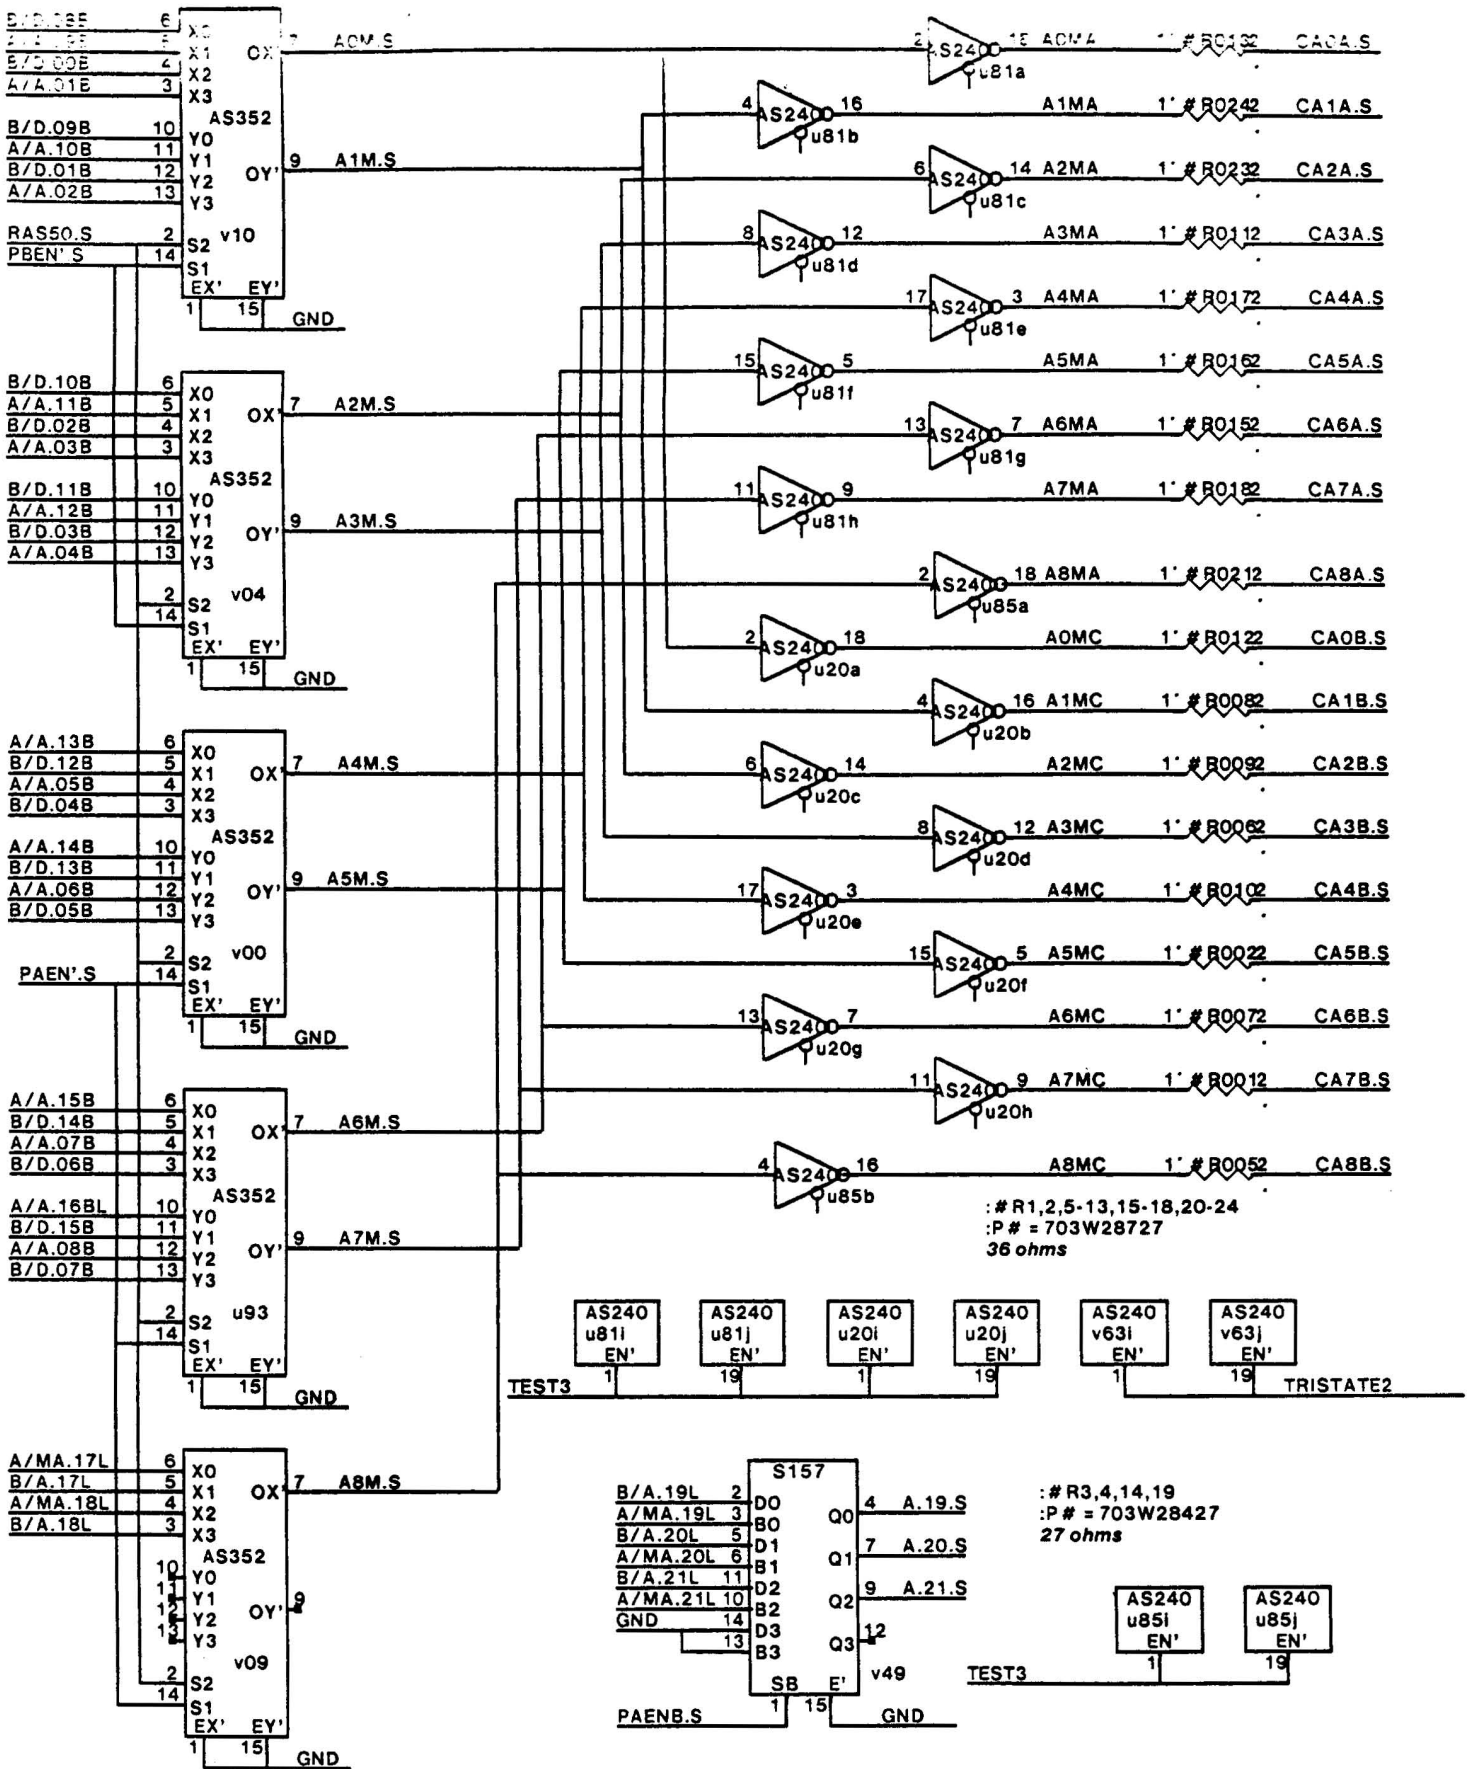 B/D.08B 6 X0
X1 OX' 7 A0M.S
B/D.00B 4 X2
A/A.01B 3 X3
AS352
B/D.09B 10 Y0
A/A.10B 11 Y1 OY' 9 A1M.S
B/D.01B 12 Y2
A/A.02B 13 Y3
RAS50.S 2 S2 v10
PBEN'S 14 S1
EX' EY'
1 15 GND
B/D.10B 6 X0
A/A.11B 5 X1 OX' 7 A2M.S
B/D.02B 4 X2
A/A.03B 3 X3
AS352
B/D.11B 10 Y0
A/A.12B 11 Y1
B/D.03B 12 Y2 OY' 9 A3M.S
A/A.04B 13 Y3
2 S2 v04
14 S1
EX' EY'
1 15 GND
A/A.13B 6 X0
B/D.12B 5 X1 OX' 7 A4M.S
A/A.05B 4 X2
B/D.04B 3 X3
AS352
A/A.14B 10 Y0
B/D.13B 11 Y1
A/A.06B 12 Y2 OY' 9 A5M.S
B/D.05B 13 Y3
2 S2 v00
PAEN'.S 14 S1
EX' EY'
1 15 GND
A/A.15B 6 X0
B/D.14B 5 X1 OX' 7 A6M.S
A/A.07B 4 X2
B/D.06B 3 X3
AS352
A/A.16BL 10 Y0
B/D.15B 11 Y1
A/A.08B 12 Y2 OY' 9 A7M.S
B/D.07B 13 Y3
2 S2 u93
14 S1
EX' EY'
1 15 GND
A/MA.17L 6 X0
B/A.17L 5 X1 OX' 7 A8M.S
A/MA.18L 4 X2
B/A.18L 3 X3
AS352
10 Y0
11 Y1
12 Y2 OY' 9
13 Y3
v09
2 S2
14 S1
EX' EY'
1 15 GND
2 AS240 u81a A0MA 1 #R0132 CA0A.S
4 AS240 16 u81b A1MA 1 #R0242 CA1A.S
6 AS240 14 u81c A2MA 1 #R0232 CA2A.S
8 AS240 12 u81d A3MA 1 #R0112 CA3A.S
17 AS240 3 u81e A4MA 1 #R0172 CA4A.S
15 AS240 5 u81f A5MA 1 #R0162 CA5A.S
13 AS240 7 u81g A6MA 1 #R0152 CA6A.S
11 AS240 9 u81h A7MA 1 #R0182 CA7A.S
2 AS240 18 u85a A8MA 1 #R0212 CA8A.S
2 AS240 18 u20a A0MC 1 #R0122 CA0B.S
4 AS240 16 u20b A1MC 1 #R0082 CA1B.S
6 AS240 14 u20c A2MC 1 #R0092 CA2B.S
8 AS240 12 u20d A3MC 1 #R0062 CA3B.S
17 AS240 3 u20e A4MC 1 #R0102 CA4B.S
15 AS240 5 u20f A5MC 1 #R0022 CA5B.S
13 AS240 7 u20g A6MC 1 #R0072 CA6B.S
11 AS240 9 u20h A7MC 1 #R0012 CA7B.S
4 AS240 16 u85b A8MC 1 #R0052 CA8B.S
:#R1,2,5-13,15-18,20-24
:P# = 703W28727
36 ohms
AS240 AS240 AS240 AS240 AS240 AS240
u81i u81j u20i u20j v63i v63j
EN' EN' EN' EN' EN' EN'
TEST3 1 19 1 19 1 19 TRISTATE2
S157
B/A.19L 2 D0 Q0 4 A.19.S
A/MA.19L 3 B0
B/A.20L 5 D1 Q1 7 A.20.S
A/MA.20L 6 B1
B/A.21L 11 D2 Q2 9 A.21.S
A/MA.21L 10 B2
GND 14 D3 Q3 12
13 B3
v49
SB E'
PAENB.S 1 15 GND
:#R3,4,14,19
:P# = 703W28427
27 ohms
AS240 AS240
u85i u85j
EN' EN'
TEST3 1 19